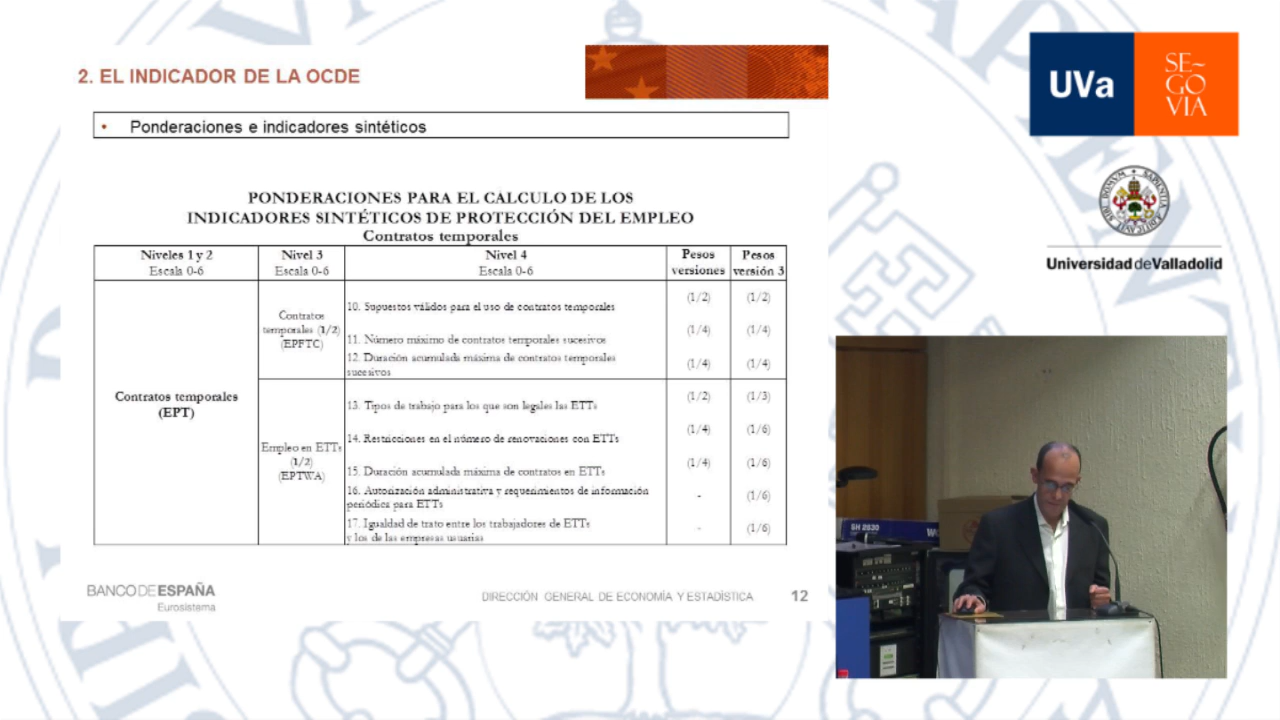 2. EL INDICADOR DE LA OCDE
• Ponderaciones e indicadores sintéticos
PONDERACIONES PARA EL CÁLCULO DE LOS
INDICADORES SINTÉTICOS DE PROTECCIÓN DEL EMPLEO
Contratos temporales
Niveles 1 y 2
Escala 0-6
Nivel 3
Escala 0-6
Nivel 4
Escala 0-6
Pesos
versiones
Pesos
versión 3
Contratos temporales
(EPT)
Contratos
temporales (1/2)
(EPFTC)
10. Supuestos válidos para el uso de contratos temporales
(1/2)
(1/2)
11. Número máximo de contratos temporales sucesivos
(1/4)
(1/4)
12. Duración acumulada máxima de contratos temporales
sucesivos
(1/4)
(1/4)
Empleo en ETTs
(1/2)
(EPTWA)
13. Tipos de trabajo para los que son legales las ETTs
(1/2)
(1/3)
14. Restricciones en el número de renovaciones con ETTs
(1/4)
(1/6)
15. Duración acumulada máxima de contratos en ETTs
(1/4)
(1/6)
16. Autorización administrativa y requerimientos de información
periódica para ETTs
-
(1/6)
17. Igualdad de trato entre los trabajadores de ETTs
y los de las empresas usuarias
-
(1/6)
BANCODEESPAÑA
Eurosistema
DIRECCIÓN GENERAL DE ECONOMÍA Y ESTADÍSTICA
12
UVa
SE~
GO
VIA
UniversidaddeValladolid